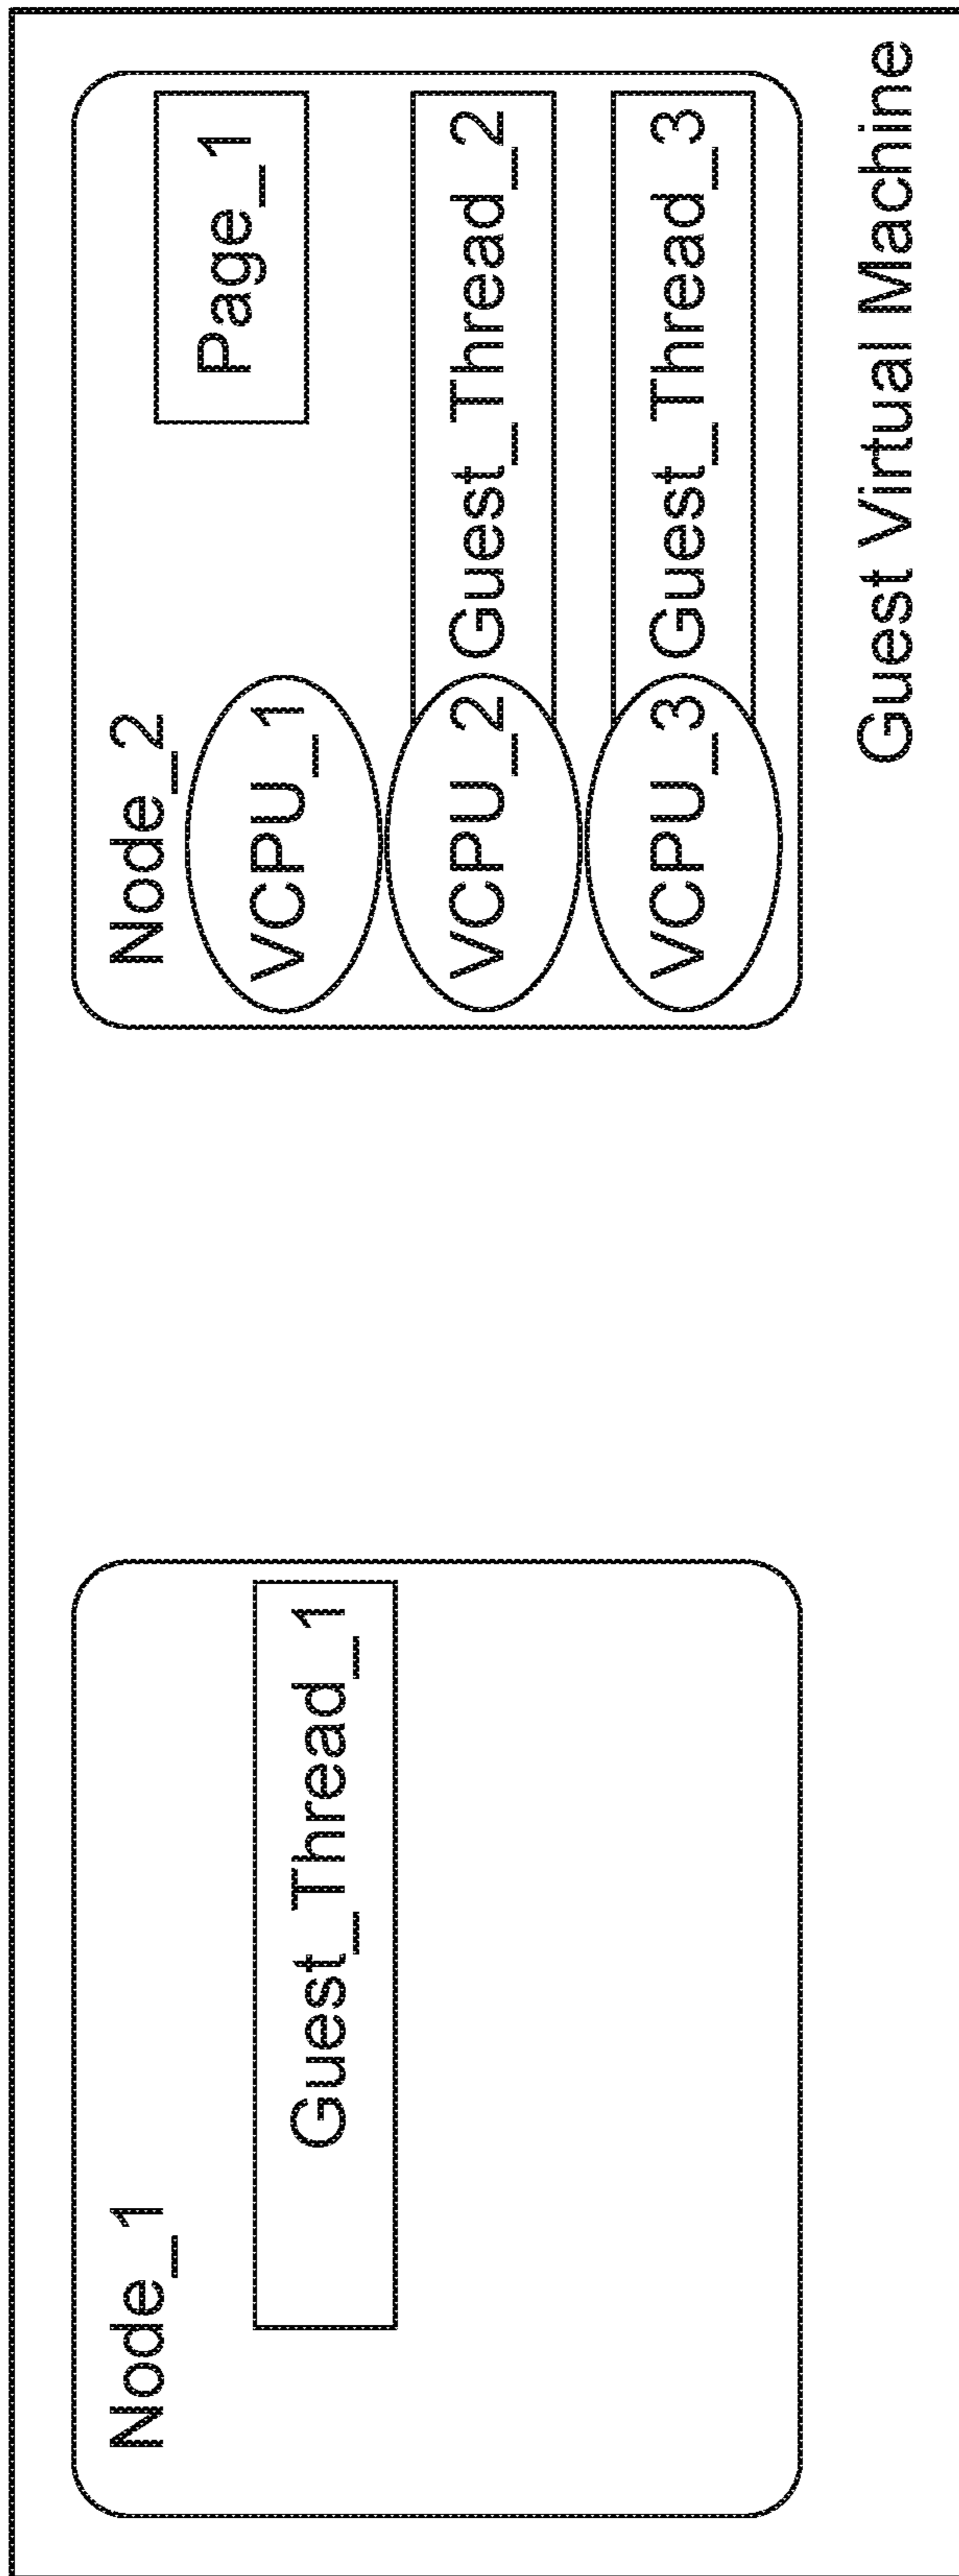 Node_1
Guest_Thread_1
Node_2
Page_1
VCPU_1
VCPU_2 Guest_Thread_2
VCPU_3 Guest_Thread_3
Guest Virtual Machine